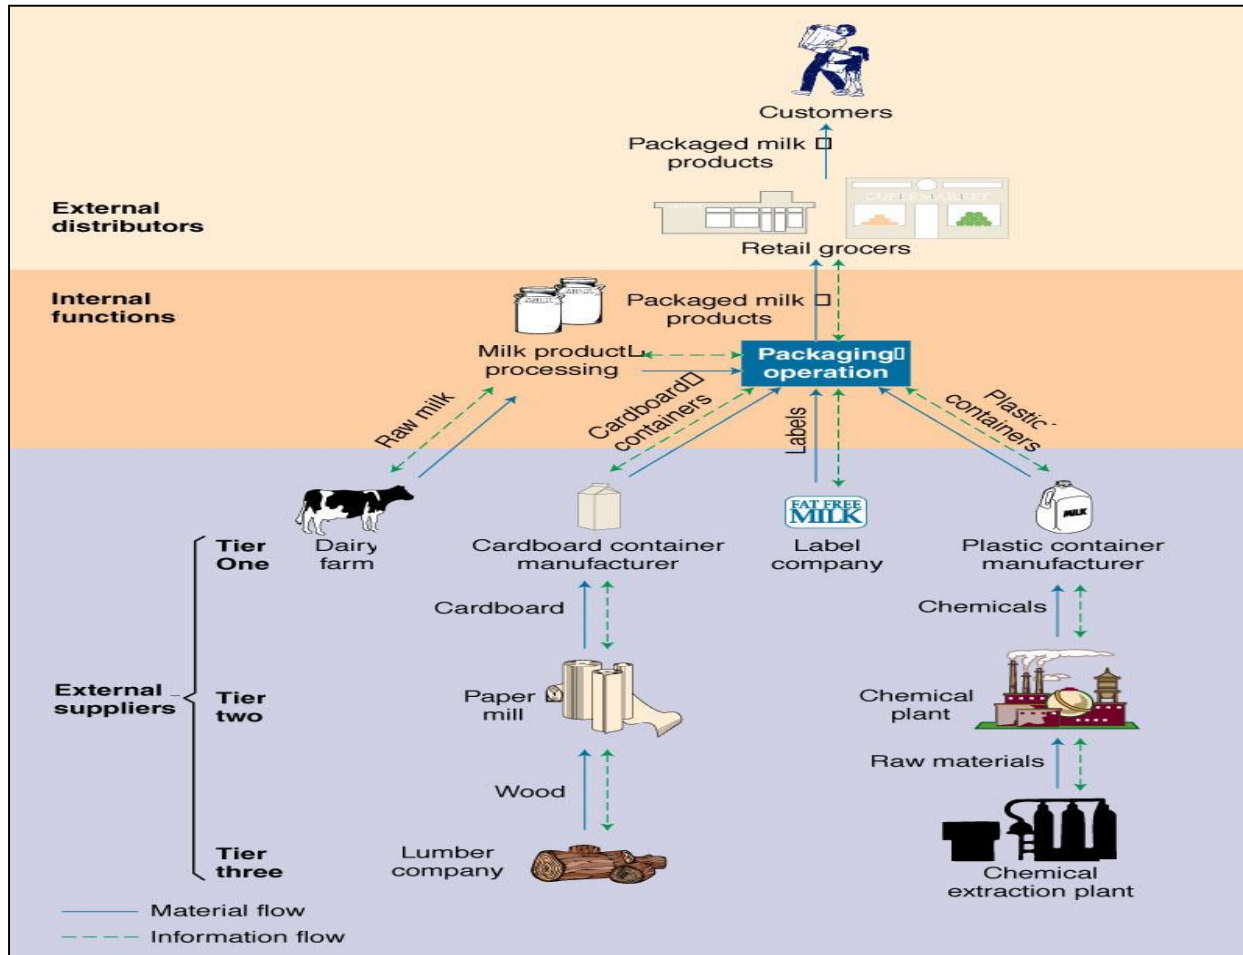 Customers
Packaged milk
products
External
distributors
Retail grocers
Internal
functions
Packaged milk
products
Milk product
processing
Packaging
operation
Raw milk
Cardboard
containers
Labels
Plastic
containers
FAT FREE
MILK
MILK
Tier
One
Dairy
farm
Cardboard container
manufacturer
Label
company
Plastic container
manufacturer
Cardboard
Chemicals
External
suppliers
Tier
two
Paper
mill
Chemical
plant
Raw materials
Wood
Tier
three
Lumber
company
Chemical
extraction plant
Material flow
Information flow